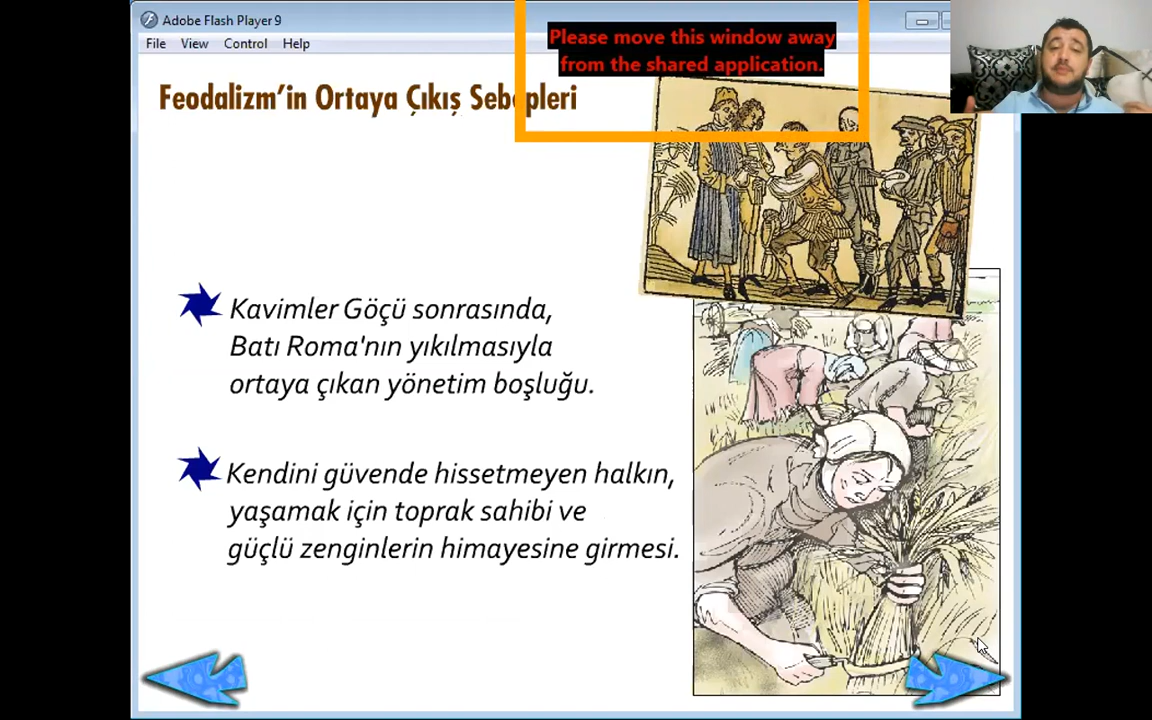 Adobe Flash Player 9
File View Control Help
Please move this window away
from the shared application.
Feodalizm'in Ortaya Çıkış Sebepleri
Kavimler Göçü sonrasında,
Batı Roma'nın yıkılmasıyla
ortaya çıkan yönetim boşluğu.
Kendini güvende hissetmeyen halkın,
yaşamak için toprak sahibi ve
güçlü zenginlerin himayesine girmesi.